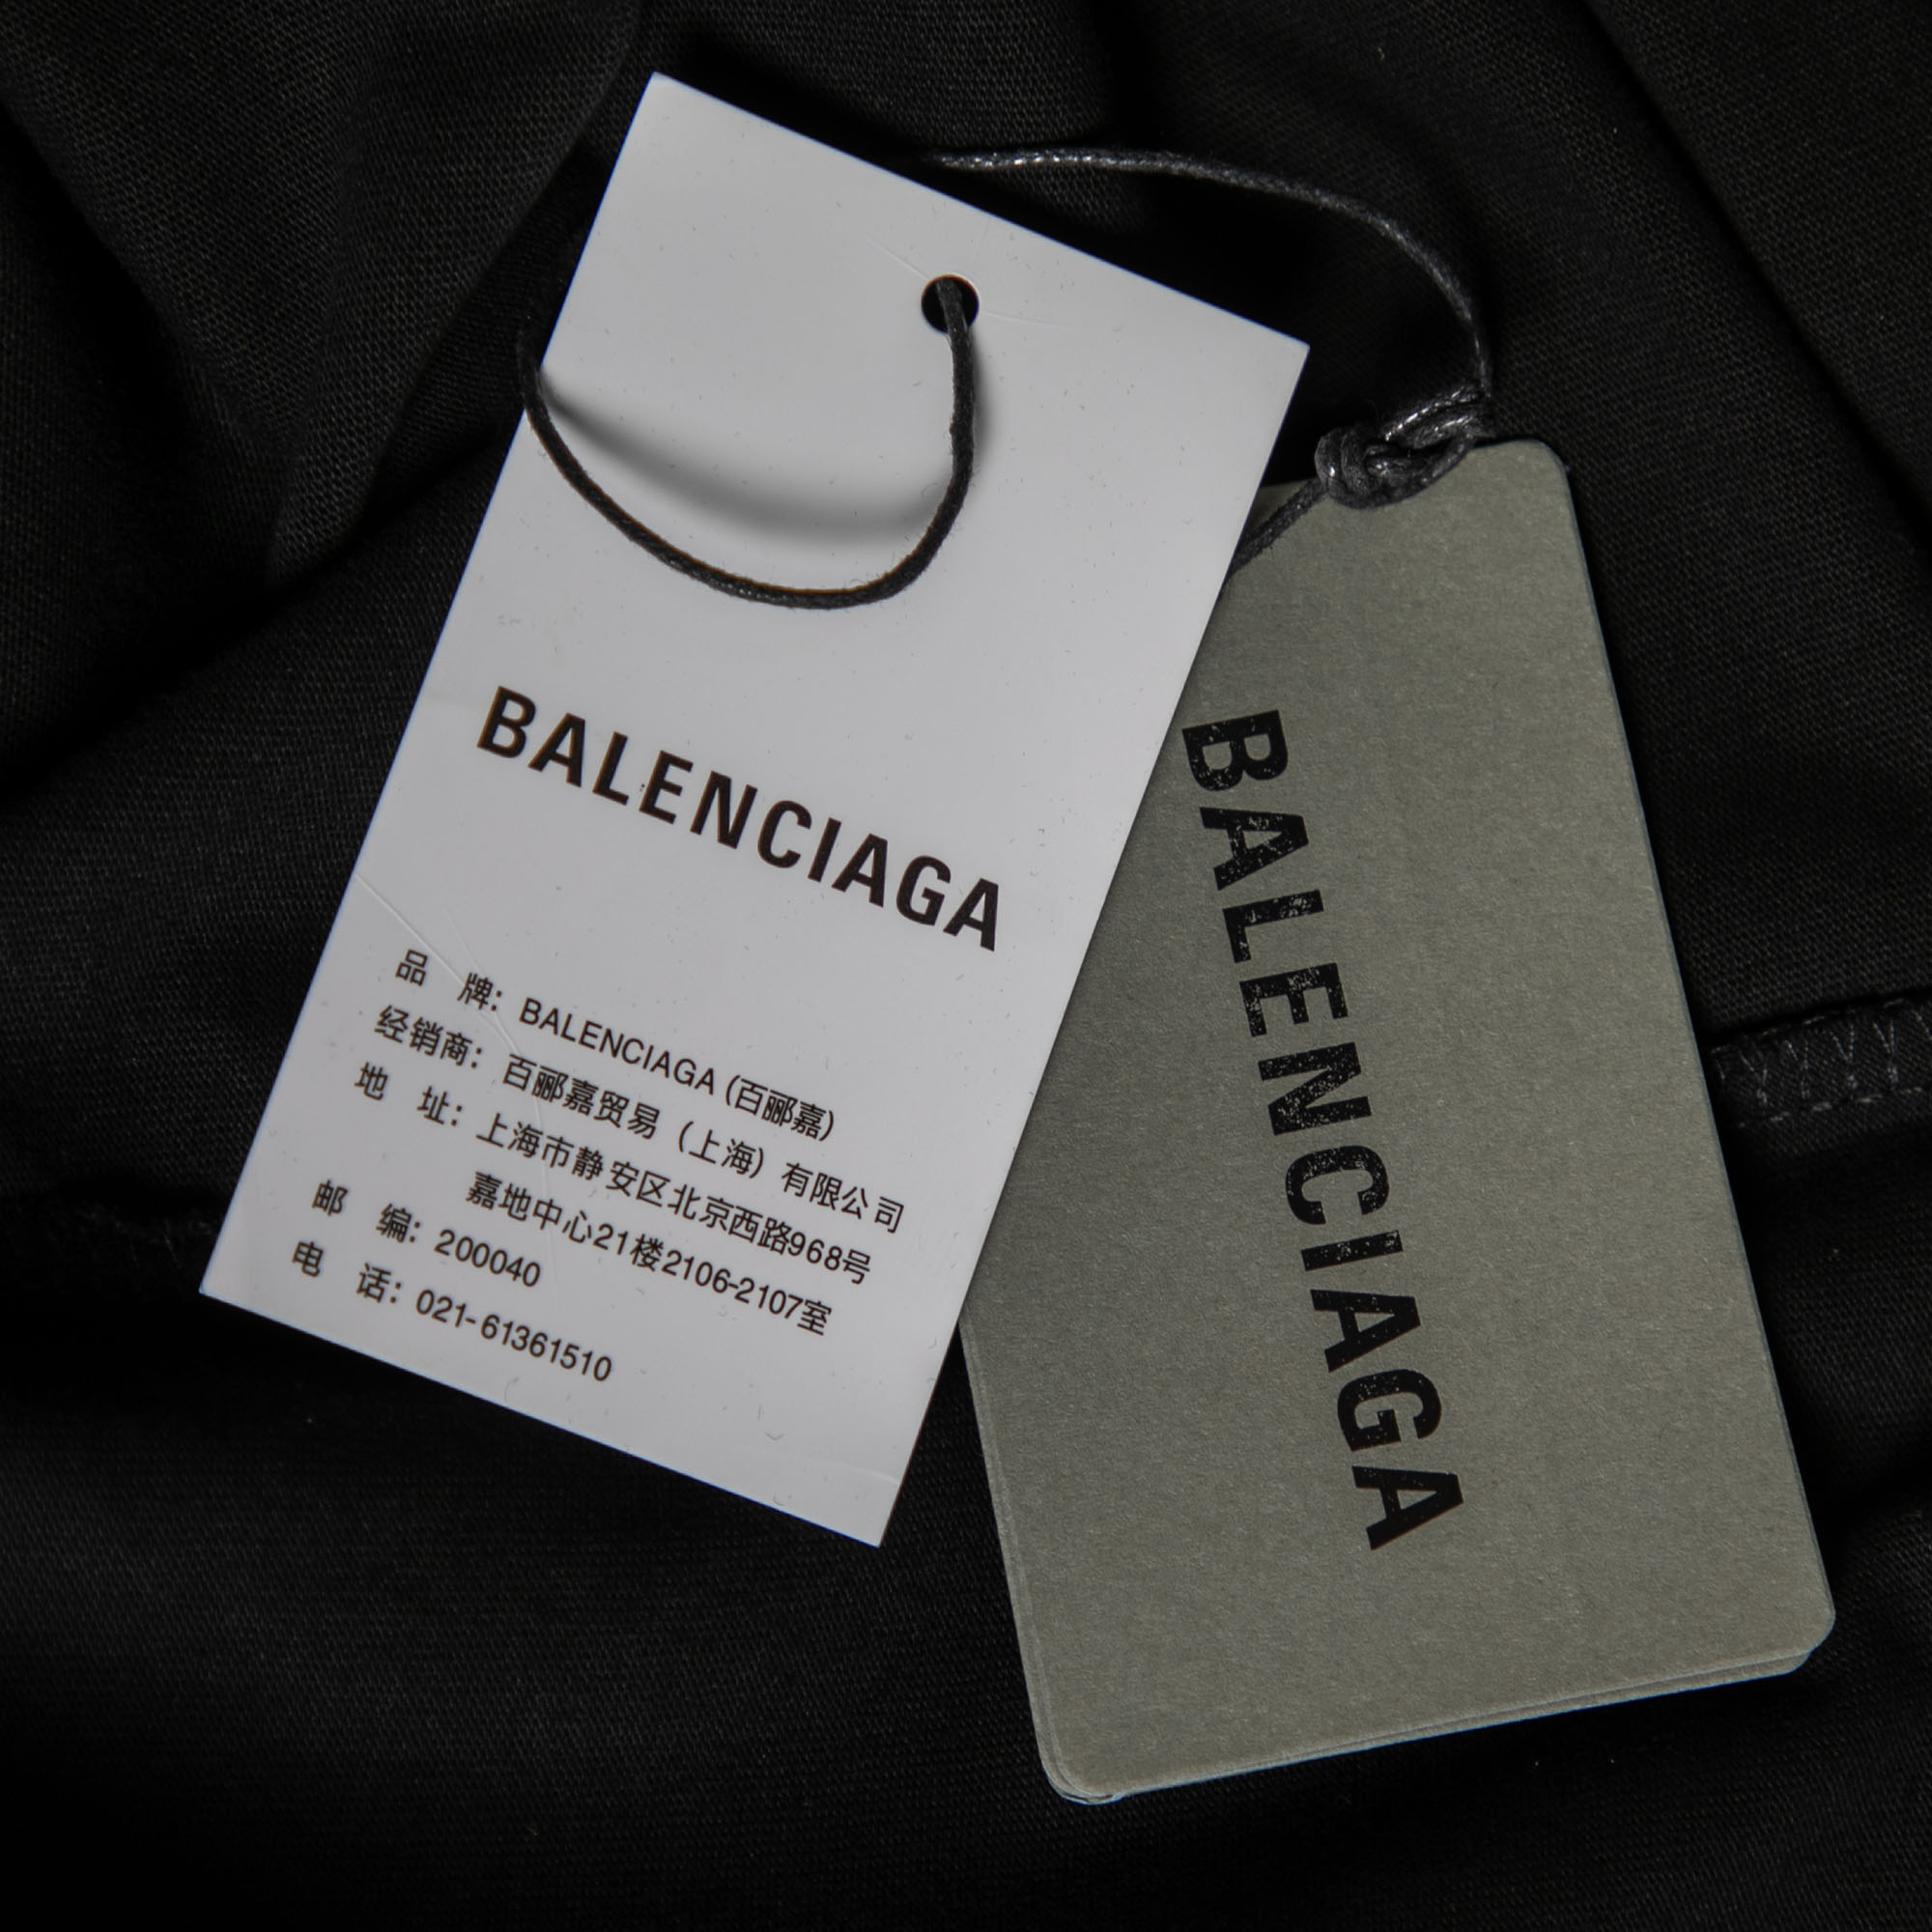 BALENCIAGA
品 牌：BALENCIAGA (百郦嘉)
经销商：百郦嘉贸易（上海）有限公司
地 址：上海市静安区北京西路968号
嘉地中心21楼2106-2107室
邮 编：200040
电 话：021-61361510
BALENCIAGA